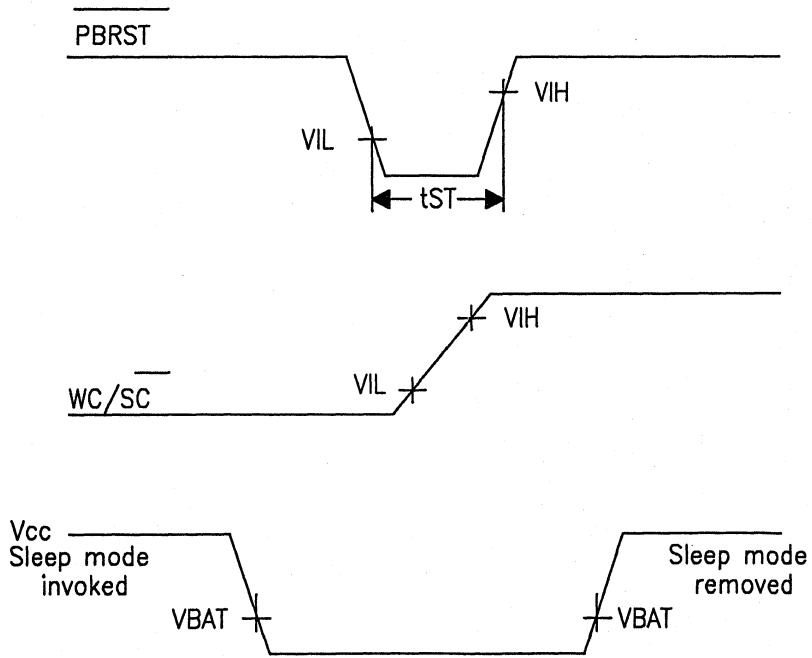 PBRST
VIH
VIL
tST
VIH
VIL
WC/SC
Vcc
Sleep mode
invoked
Sleep mode
removed
VBAT
VBAT